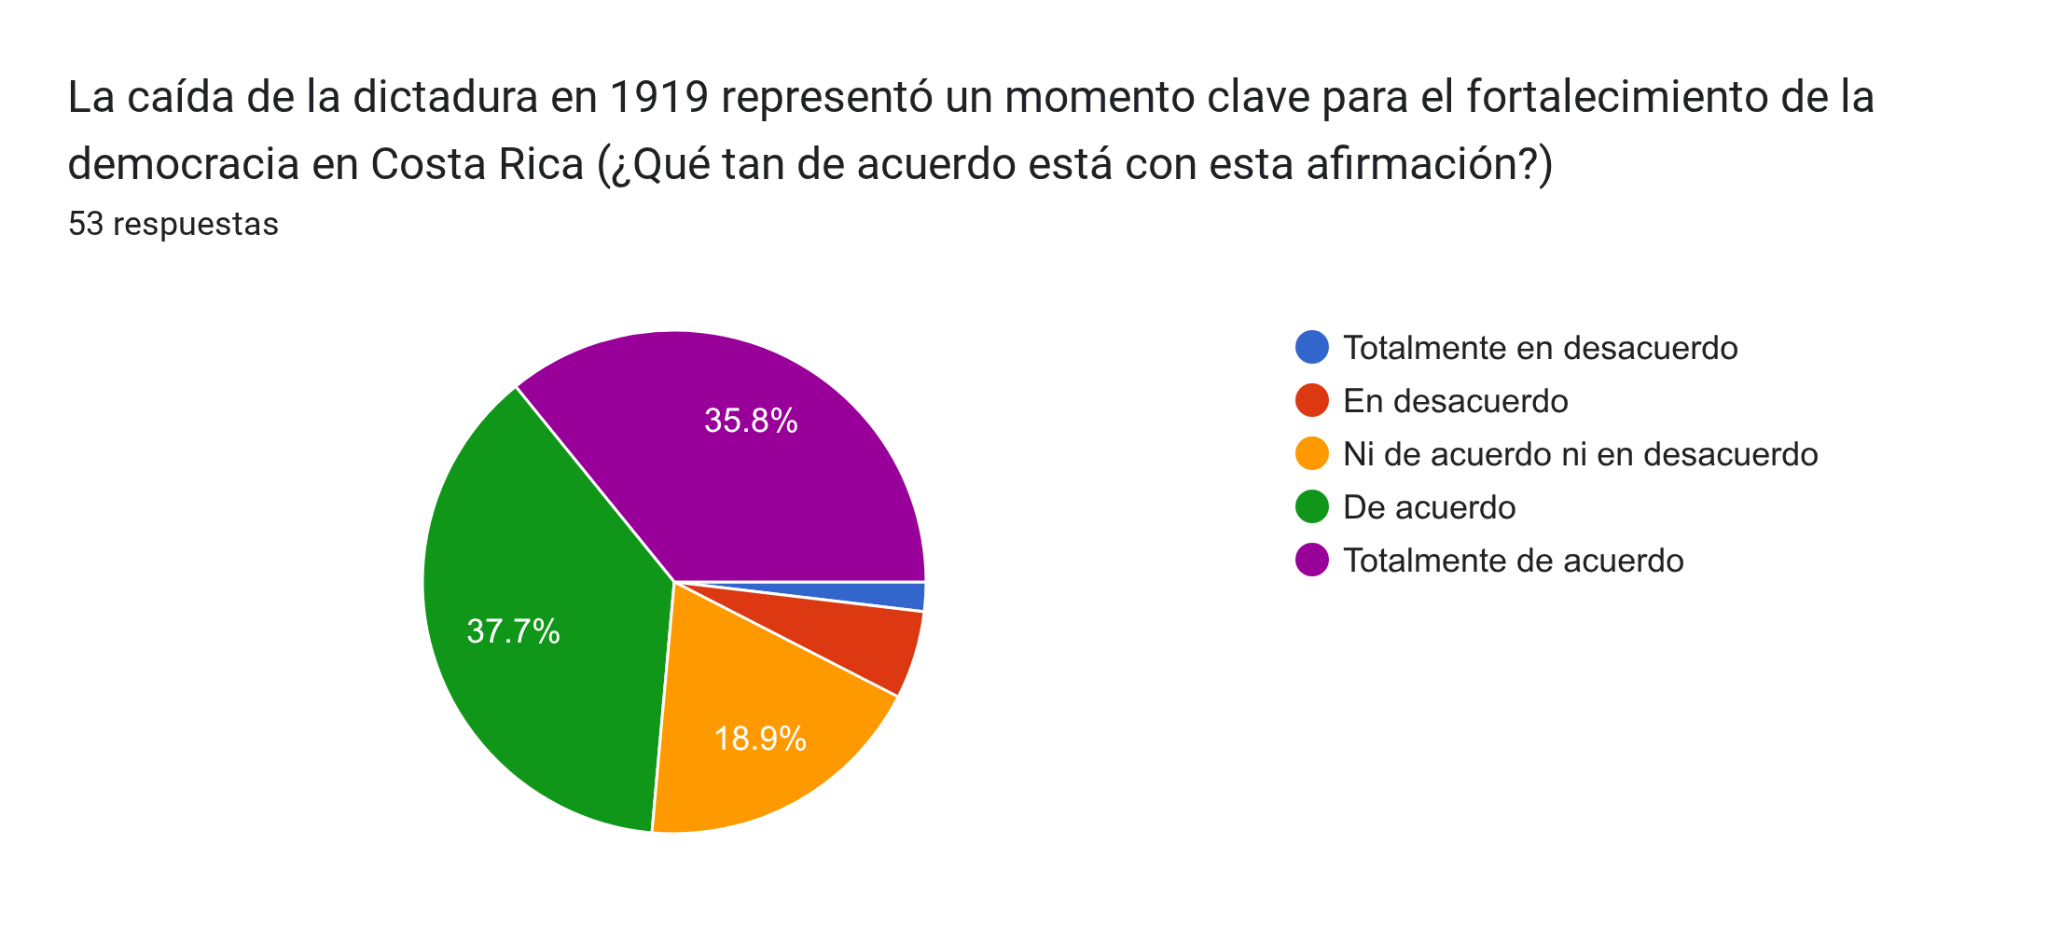 La caída de la dictadura en 1919 representó un momento clave para el fortalecimiento de la
democracia en Costa Rica (¿Qué tan de acuerdo está con esta afirmación?)
53 respuestas
35.8%
37.7%
18.9%
Totalmente en desacuerdo
En desacuerdo
Ni de acuerdo ni en desacuerdo
De acuerdo
Totalmente de acuerdo